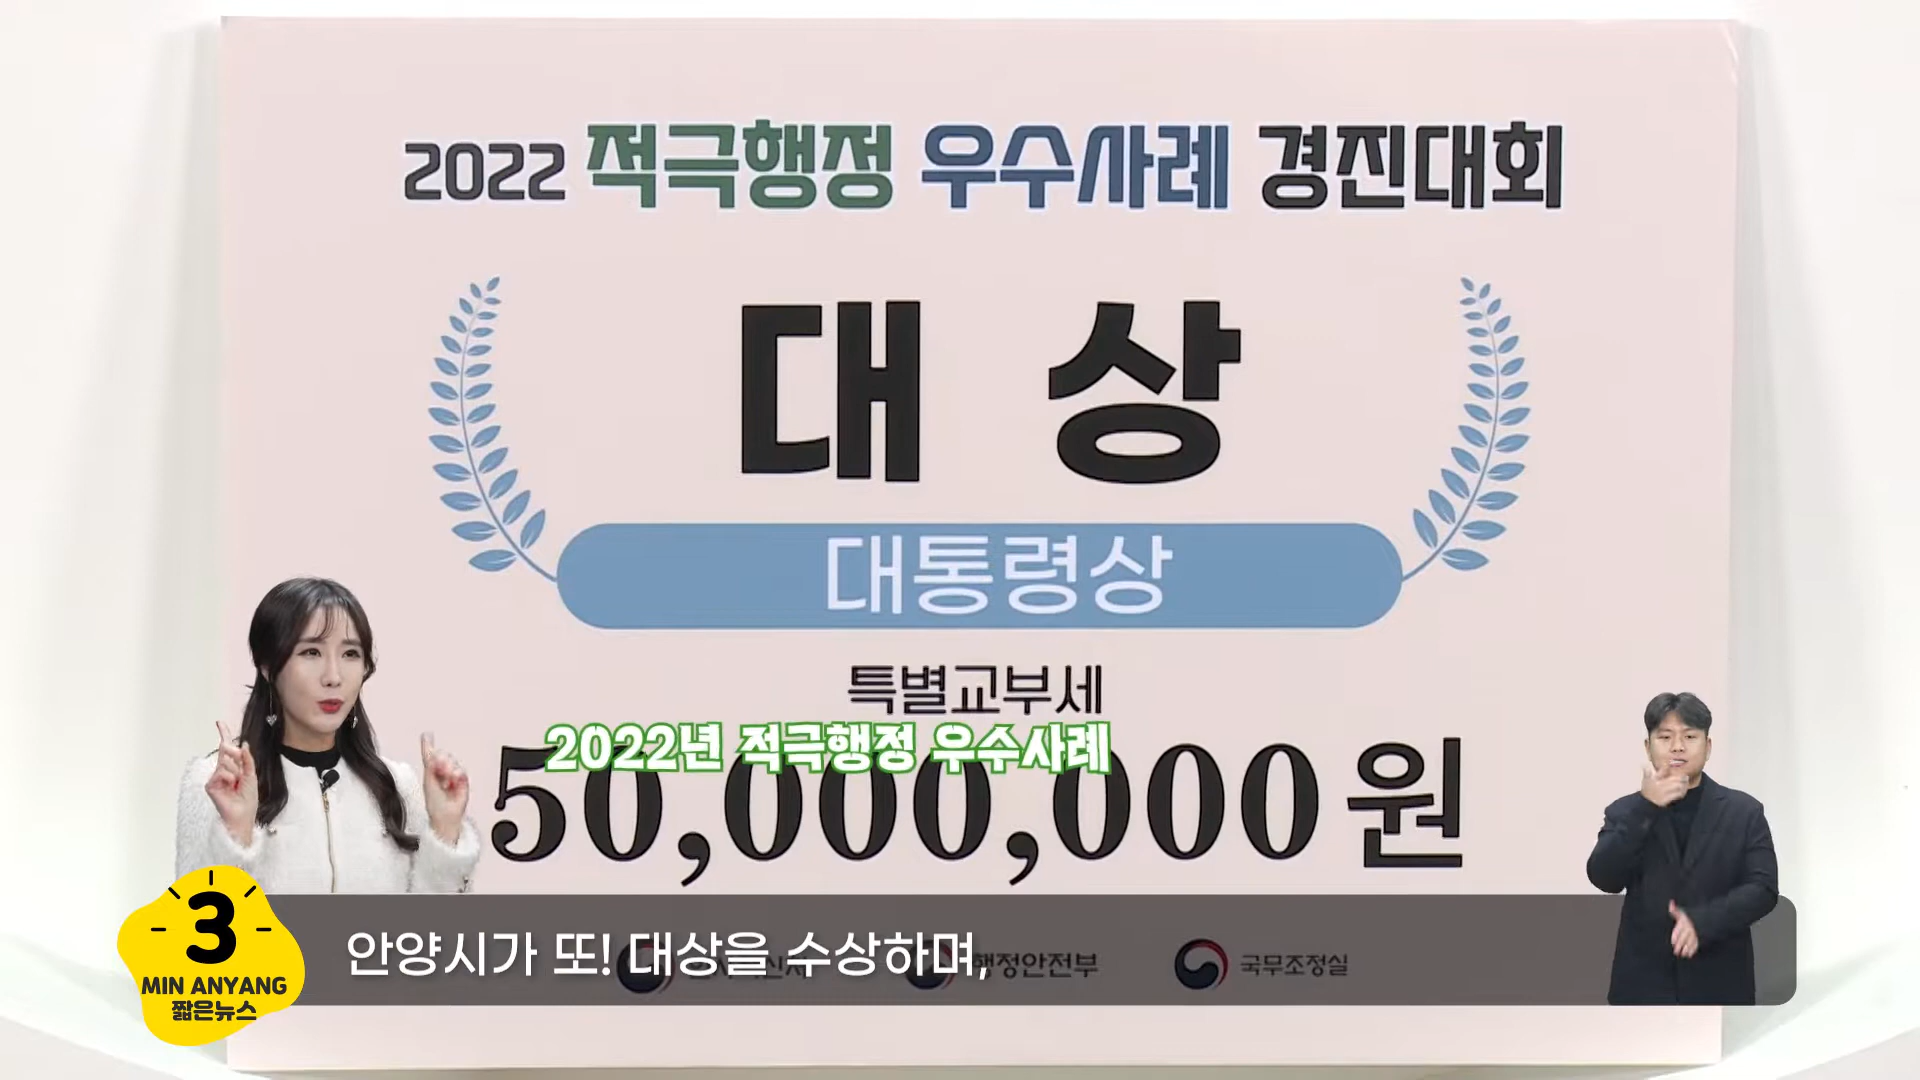 2022 적극행정 우수사례 경진대회
대 상
대통령상
특별교부세
2022년 적극행정 우수사례
50,000,000원
안양시가 또! 대상을 수상하며,
행정안전부
국무조정실
3
MIN ANYANG
짧은뉴스